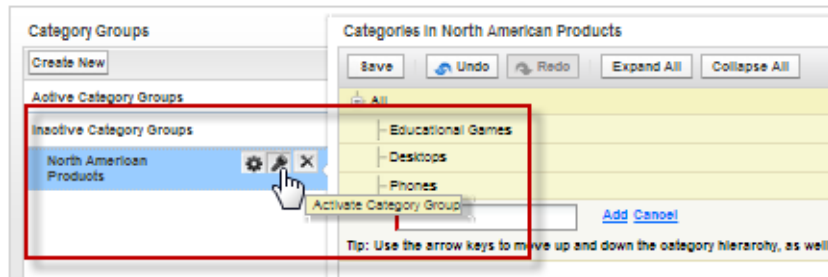 Category Groups
Create New
Active Category Groups
Inactive Category Groups
North American
Products
Activate Category Group
Categories in North American Products
Save Undo Redo Expand All Collapse All
All
Educational Games
Desktops
Phones
Add Cancel
Tip: Use the arrow keys to move up and down the category hierarchy, as well